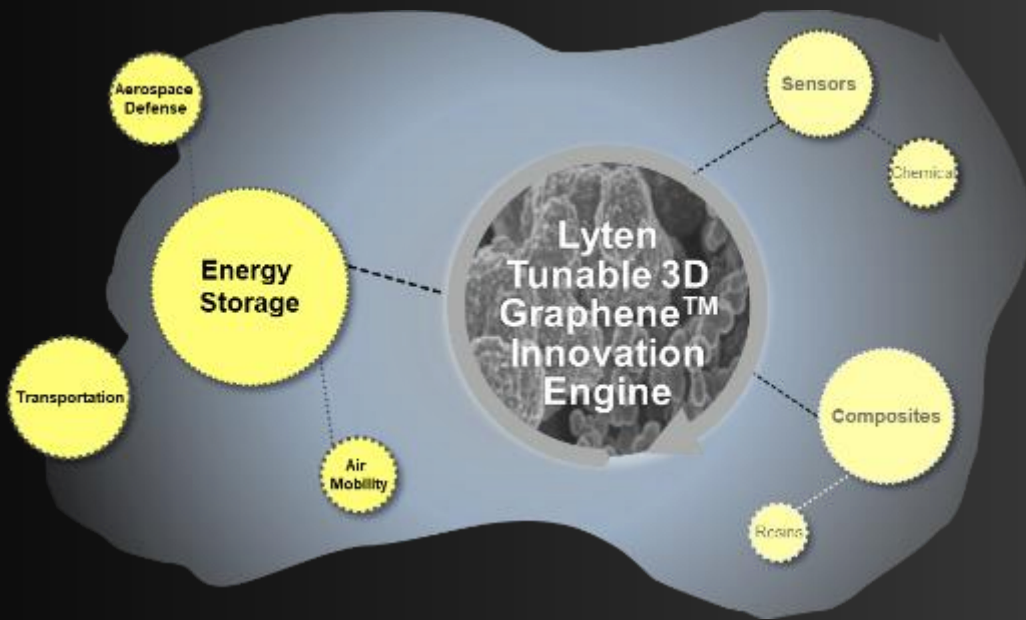 Aerospace
Defense
Sensors
Chemical
Energy
Storage
Lyten
Tunable 3D
Graphene™
Innovation
Engine
Transportation
Air
Mobility
Composites
Resins